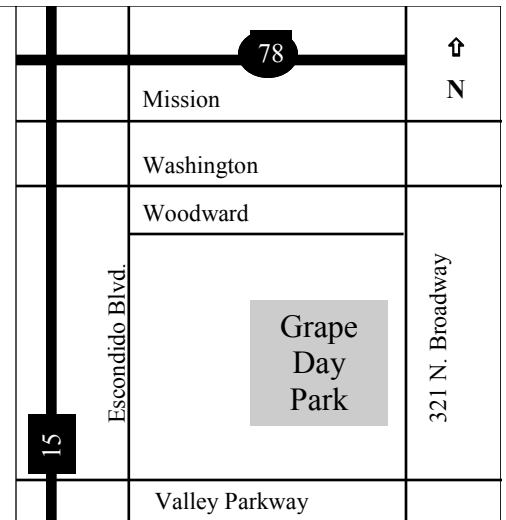 78
N
Mission
Washington
Woodward
Escondido Blvd.
Grape
Day
Park
321 N. Broadway
15
Valley Parkway